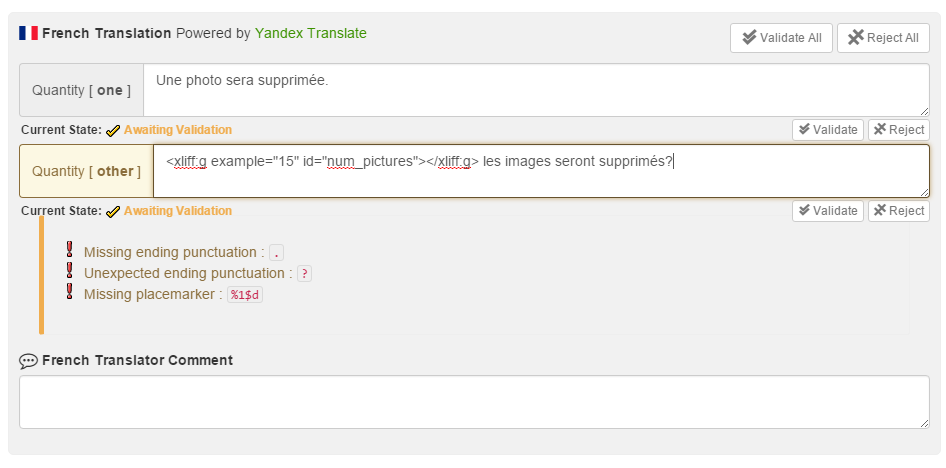 French Translation Powered by Yandex Translate
Validate All
Reject All
Quantity [ one ]
Une photo sera supprimée.
Current State: Awaiting Validation
Validate
Reject
Quantity [ other ]
<xliff:g example="15" id="num_pictures"></xliff:g> les images seront supprimés?
Current State: Awaiting Validation
Validate
Reject
Missing ending punctuation : .
Unexpected ending punctuation : ?
Missing placemarker : %1$d
French Translator Comment